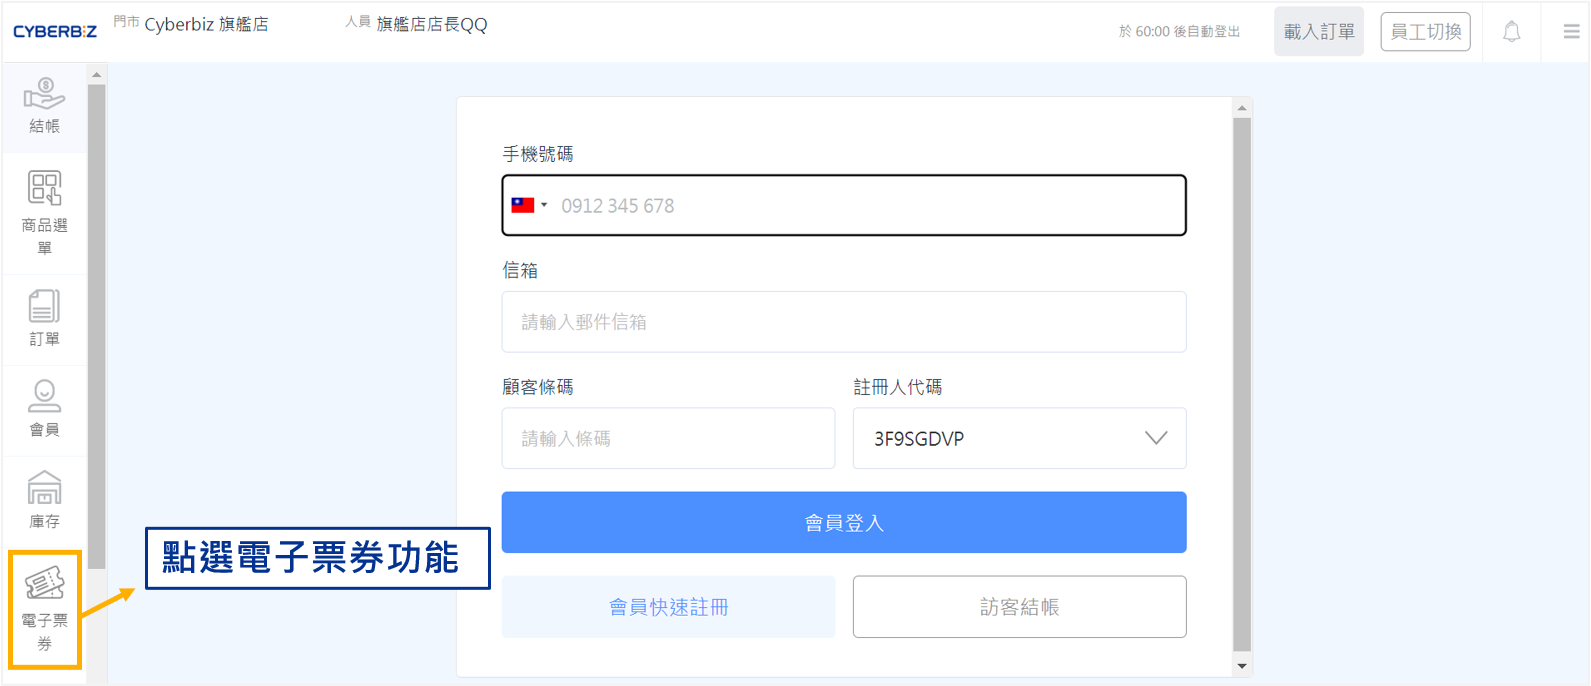 CYBERBIZ
門市 Cyberbiz 旗艦店
人員 旗艦店店長QQ
於 60:00 後自動登出
載入訂單
員工切換
結帳
商品選
單
訂單
會員
庫存
電子票
券
點選電子票券功能
手機號碼
0912 345 678
信箱
請輸入郵件信箱
顧客條碼
註冊人代碼
請輸入條碼
3F9SGDVP
會員登入
會員快速註冊
訪客結帳